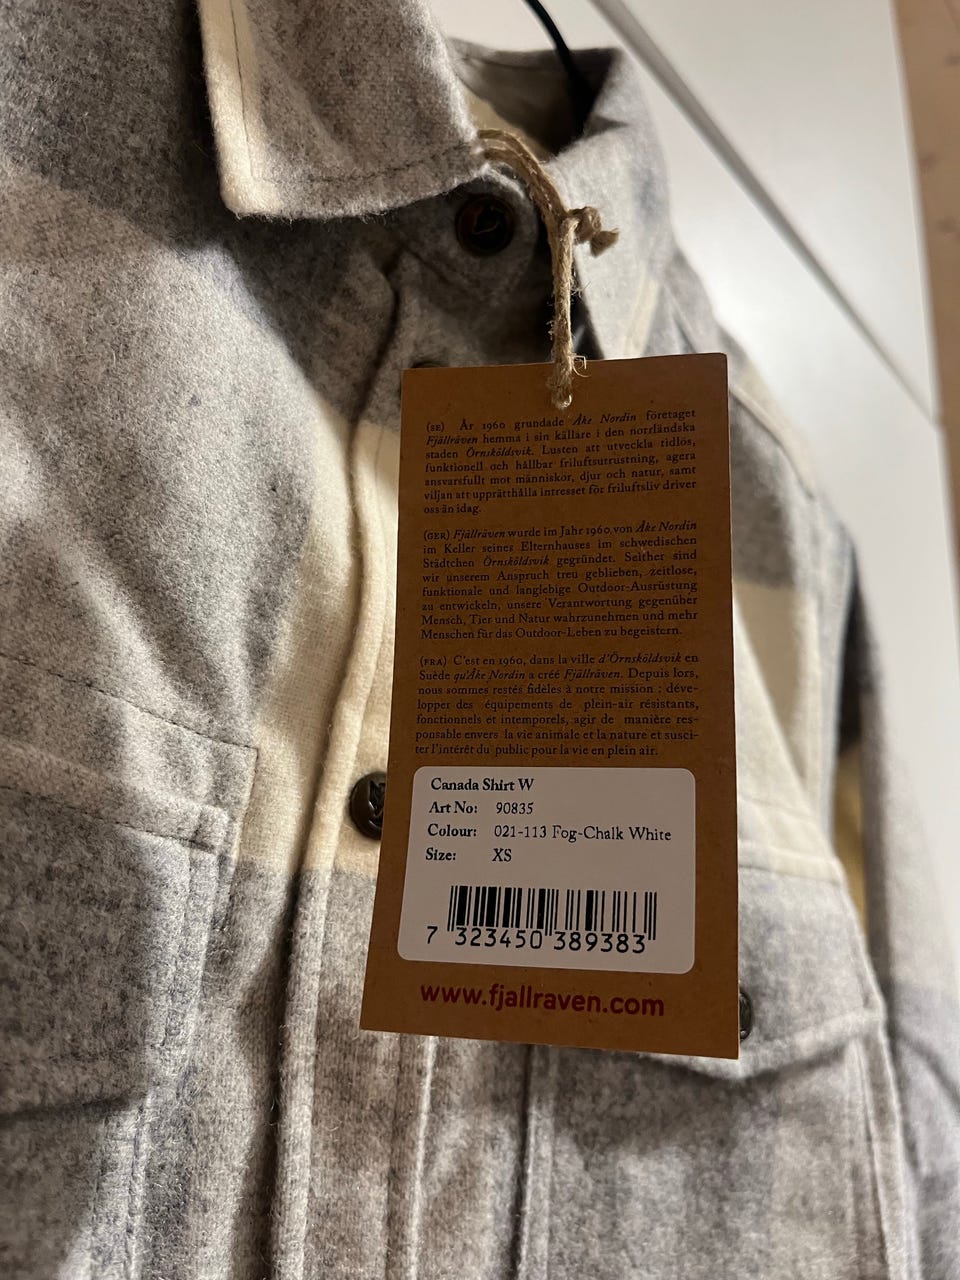 (SE) År 1960 grundade Åke Nordin företaget
Fjällräven hemma i sin källare i den norrländska
staden Örnsköldsvik. Lusten att utveckla tidlös,
funktionell och hållbar friluftsutrustning, agera
ansvarsfullt mot människor, djur och natur, samt
viljan att upprätthålla intresset för friluftsliv driver
oss än idag.
(GER) Fjällräven wurde im Jahr 1960 von Åke Nordin
im Keller seines Elternhauses im schwedischen
Städtchen Örnsköldsvik gegründet. Seither sind
wir unserem Anspruch treu geblieben, zeitlose,
funktionale und langlebige Outdoor-Ausrüstung
zu entwickeln, unsere Verantwortung gegenüber
Mensch, Tier und Natur wahrzunehmen und mehr
Menschen für das Outdoor-Leben zu begeistern.
(FRA) C'est en 1960, dans la ville d'Örnsköldsvik en
Suède qu'Åke Nordin a créé Fjällräven. Depuis lors,
nous sommes restés fidèles à notre mission : déve-
lopper des équipements de plein-air résistants,
fonctionnels et intemporels, agir de manière res-
ponsable envers la vie animale et la nature et susci-
ter l'intérêt du public pour la vie en plein air.
Canada Shirt W
Art No: 90835
Colour: 021-113 Fog-Chalk White
Size: XS
7 323450 389383
www.fjallraven.com